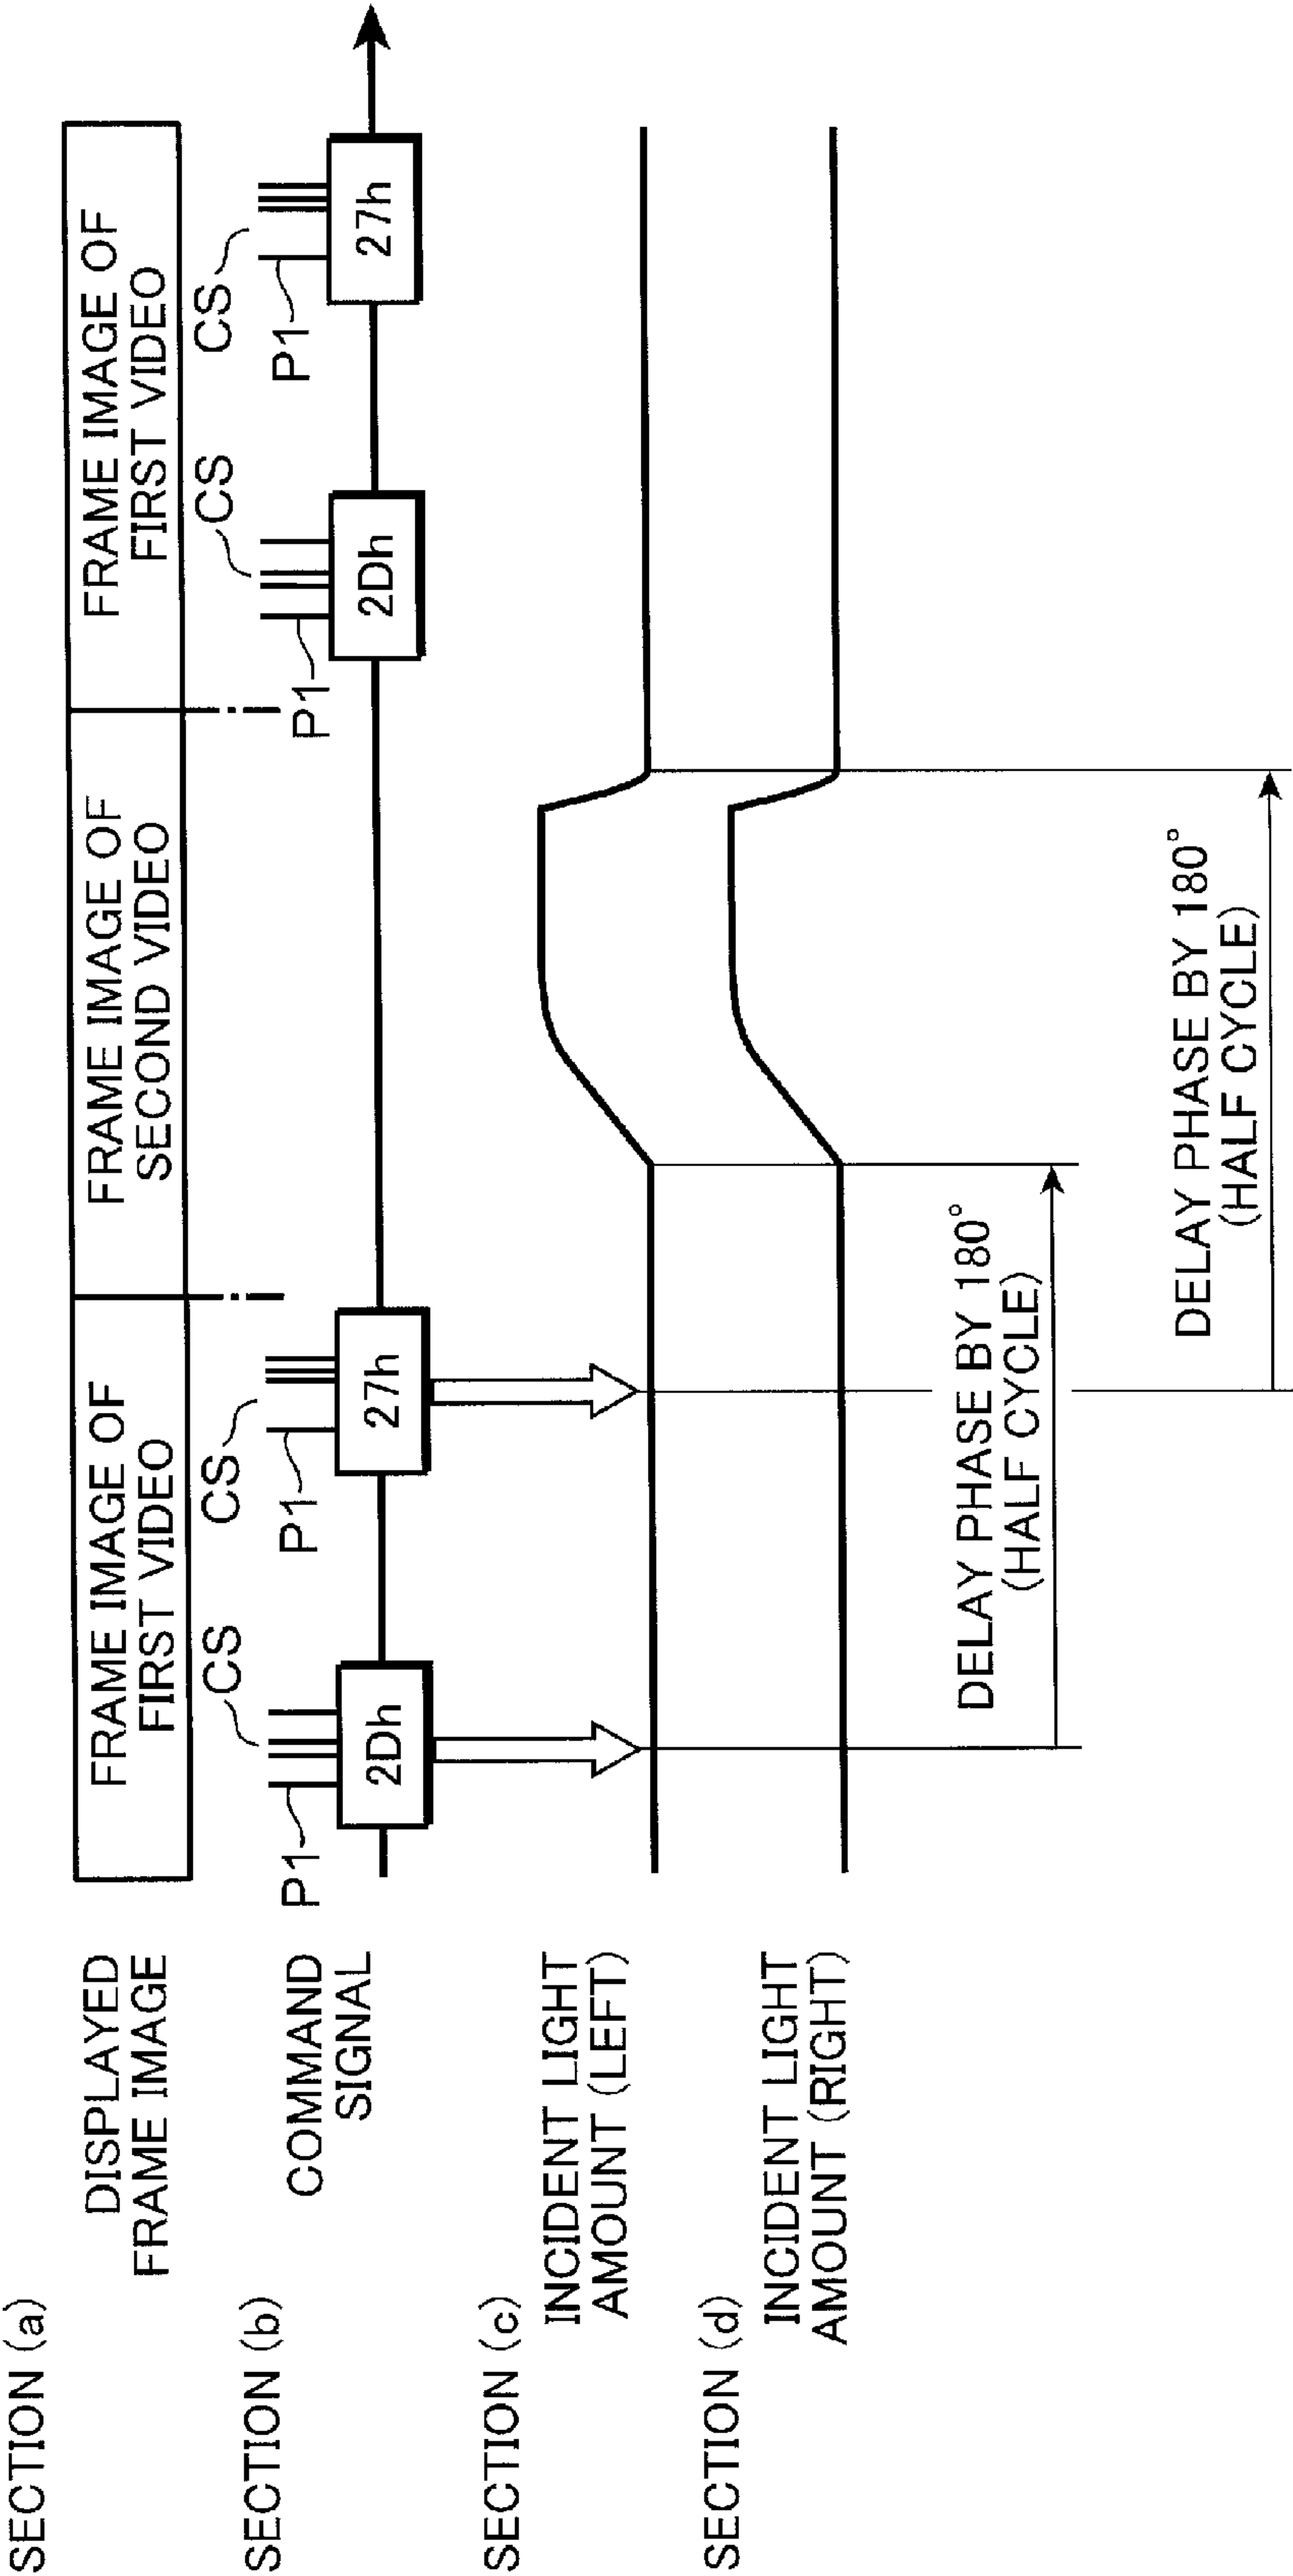 SECTION (a)
DISPLAYED
FRAME IMAGE
FRAME IMAGE OF
FIRST VIDEO
FRAME IMAGE OF
SECOND VIDEO
FRAME IMAGE OF
FIRST VIDEO
SECTION (b)
COMMAND
SIGNAL
P1
CS
2Dh
P1
CS
27h
P1
CS
2Dh
P1
CS
27h
SECTION (c)
INCIDENT LIGHT
AMOUNT (LEFT)
SECTION (d)
INCIDENT LIGHT
AMOUNT (RIGHT)
DELAY PHASE BY 180°
(HALF CYCLE)
DELAY PHASE BY 180°
(HALF CYCLE)